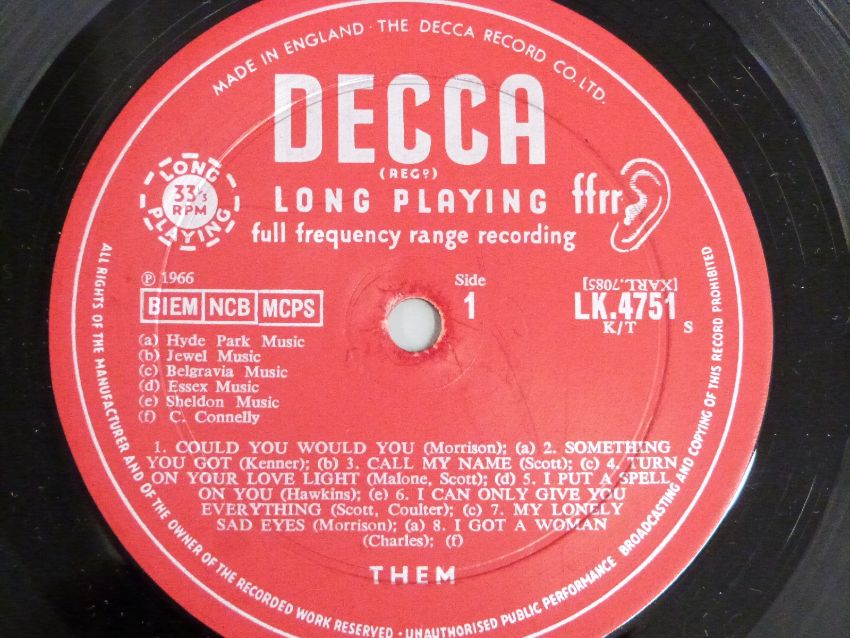 MADE IN ENGLAND · THE DECCA RECORD CO. LTD.
DECCA
(REGᴰ)
LONG PLAYING
33⅓
RPM
LONG PLAYING
ffrr
full frequency range recording
℗ 1966
BIEM NCB MCPS
Side
1
[XARL.7085]
LK.4751
K/T
S
(a) Hyde Park Music
(b) Jewel Music
(c) Belgravia Music
(d) Essex Music
(e) Sheldon Music
(f) C. Connelly
1. COULD YOU WOULD YOU (Morrison); (a) 2. SOMETHING
YOU GOT (Kenner); (b) 3. CALL MY NAME (Scott); (c) 4. TURN
ON YOUR LOVE LIGHT (Malone, Scott); (d) 5. I PUT A SPELL
ON YOU (Hawkins); (e) 6. I CAN ONLY GIVE YOU
EVERYTHING (Scott, Coulter); (c) 7. MY LONELY
SAD EYES (Morrison); (a) 8. I GOT A WOMAN
(Charles); (f)
THEM
ALL RIGHTS OF THE MANUFACTURER AND OF THE OWNER OF THE RECORDED WORK RESERVED · UNAUTHORISED PUBLIC PERFORMANCE BROADCASTING AND COPYING OF THIS RECORD PROHIBITED